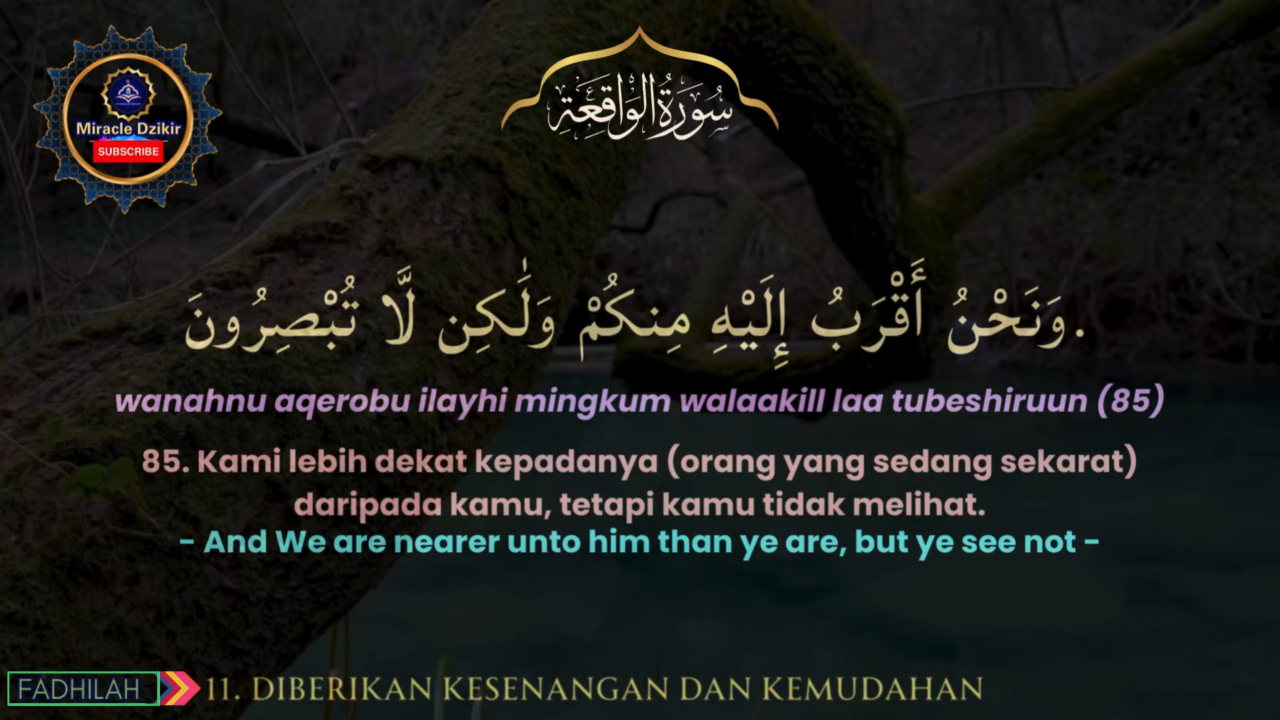 Miracle Dzikir
SUBSCRIBE
سُورَةُ الْوَاقِعَةِ
وَنَحْنُ أَقْرَبُ إِلَيْهِ مِنكُمْ وَلَٰكِن لَّا تُبْصِرُونَ.
wanahnu aqerobu ilayhi mingkum walaakill laa tubeshiruun (85)
85. Kami lebih dekat kepadanya (orang yang sedang sekarat)
daripada kamu, tetapi kamu tidak melihat.
- And We are nearer unto him than ye are, but ye see not -
FADHILAH
11. DIBERIKAN KESENANGAN DAN KEMUDAHAN